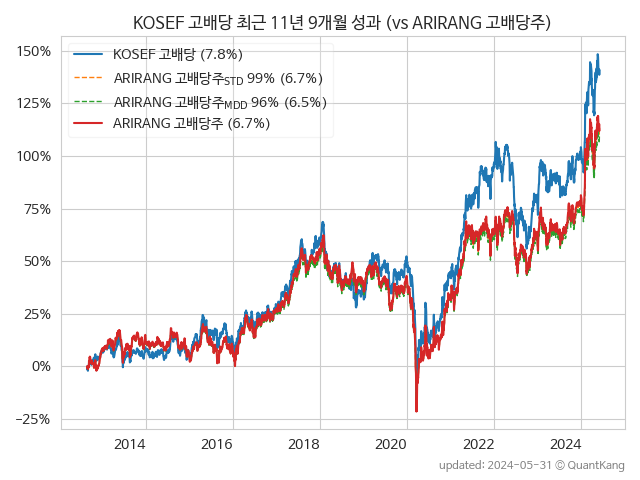 KOSEF 고배당 최근 11년 9개월 성과 (vs ARIRANG 고배당주)
150%
125%
100%
75%
50%
25%
0%
−25%
KOSEF 고배당 (7.8%)
ARIRANG 고배당주STD 99% (6.7%)
ARIRANG 고배당주MDD 96% (6.5%)
ARIRANG 고배당주 (6.7%)
2014 2016 2018 2020 2022 2024
updated: 2024-05-31 ⓒ QuantKang